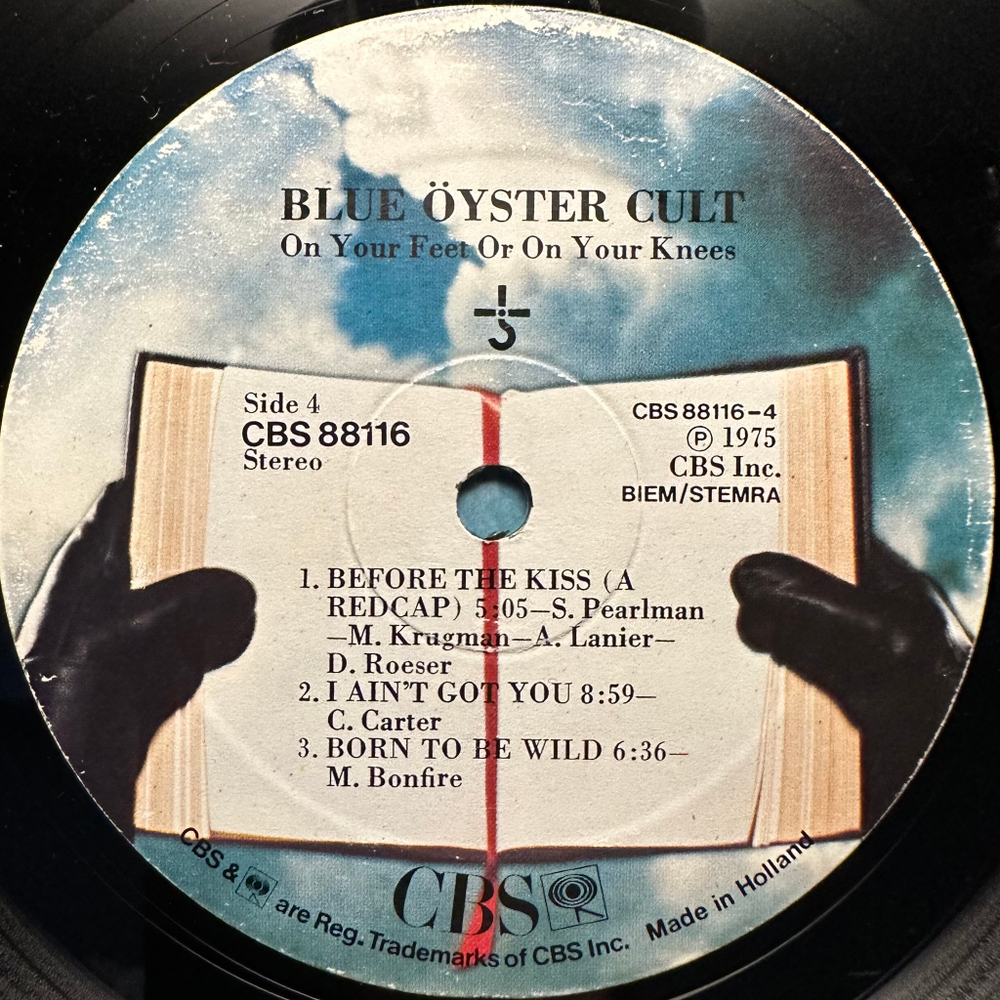 BLUE ÖYSTER CULT
On Your Feet Or On Your Knees
Side 4
CBS 88116
Stereo
CBS 88116-4
Ⓟ 1975
CBS Inc.
BIEM/STEMRA
1. BEFORE THE KISS (A
REDCAP) 5:05—S. Pearlman
—M. Krugman—A. Lanier—
D. Roeser
2. I AIN'T GOT YOU 8:59—
C. Carter
3. BORN TO BE WILD 6:36—
M. Bonfire
CBS
CBS & are Reg. Trademarks of CBS Inc. Made in Holland